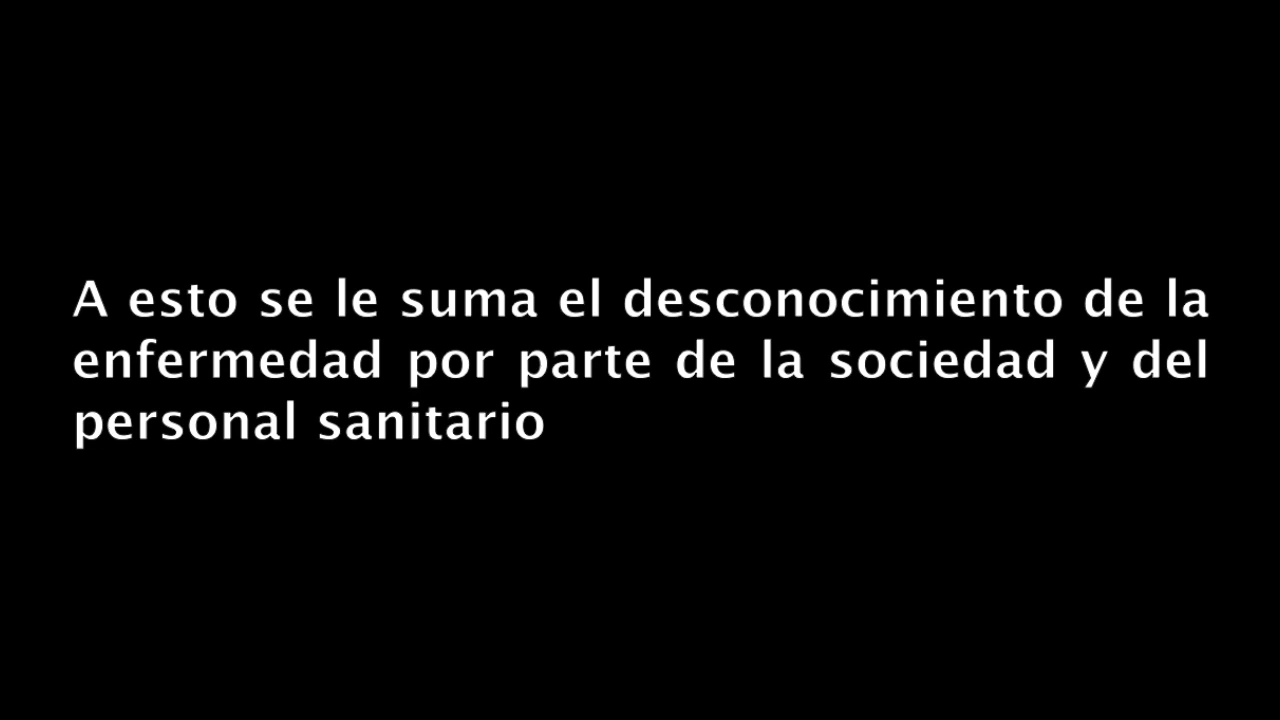 A esto se le suma el desconocimiento de la
enfermedad por parte de la sociedad y del
personal sanitario